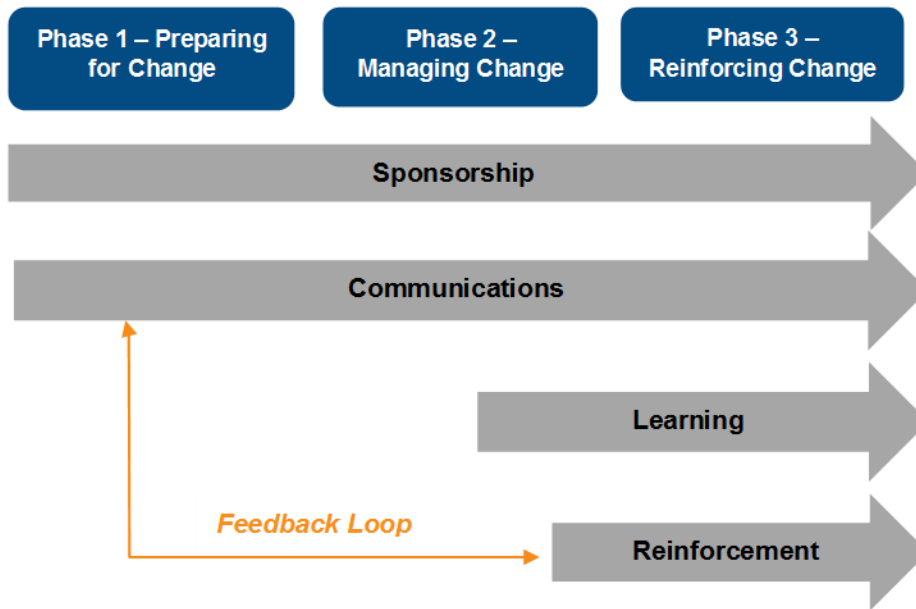 Phase 1 – Preparing
for Change
Phase 2 –
Managing Change
Phase 3 –
Reinforcing Change
Sponsorship
Communications
Learning
Feedback Loop
Reinforcement